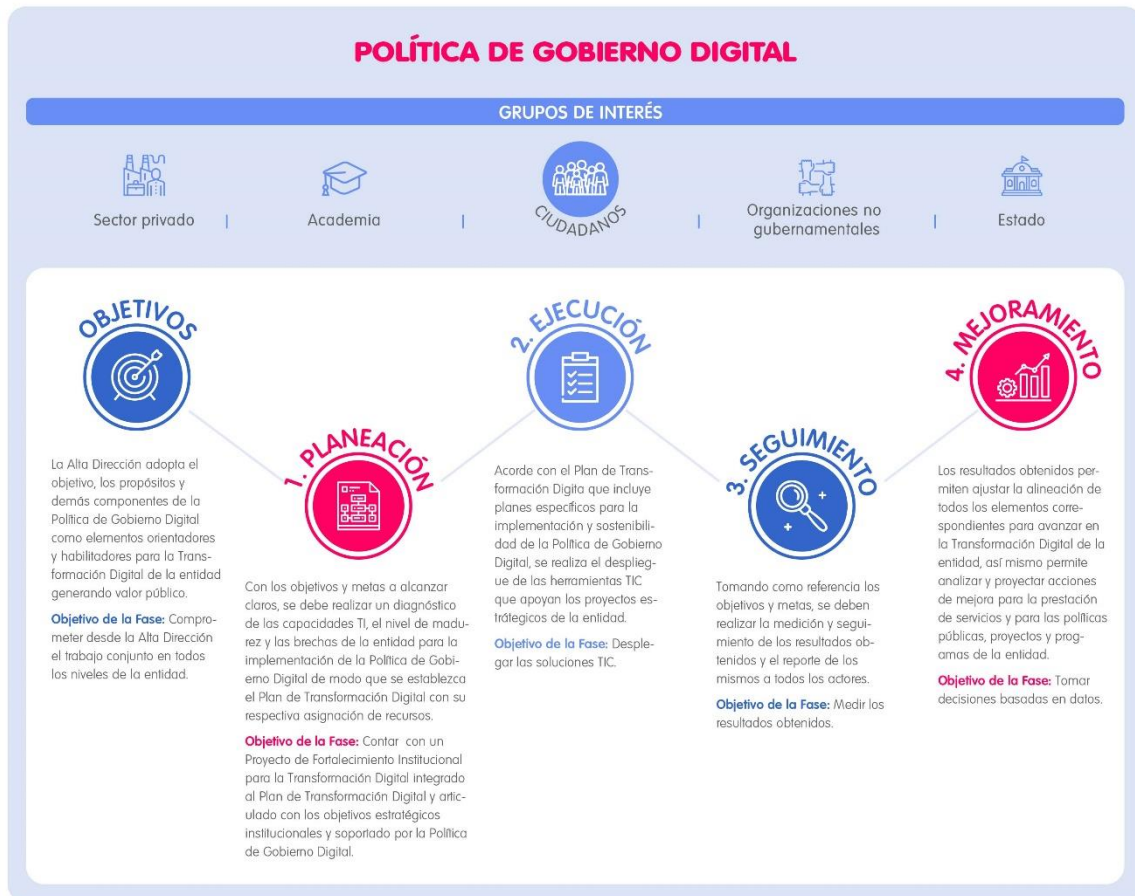 POLÍTICA DE GOBIERNO DIGITAL
GRUPOS DE INTERÉS
Sector privado
Academia
CIUDADANOS
Organizaciones no
gubernamentales
Estado
OBJETIVOS
La Alta Dirección adopta el
objetivo, los propósitos y
demás componentes de la
Política de Gobierno Digital
como elementos orientadores
y habilitadores para la Trans-
formación Digital de la entidad
generando valor público.
Objetivo de la Fase: Compro-
meter desde la Alta Dirección
el trabajo conjunto en todos
los niveles de la entidad.
1. PLANEACIÓN
Con los objetivos y metas a alcanzar
claros, se debe realizar un diagnóstico
de las capacidades TI, el nivel de madu-
rez y las brechas de la entidad para la
implementación de la Política de Gobi-
erno Digital de modo que se establezca
el Plan de Transformación Digital con su
respectiva asignación de recursos.
Objetivo de la Fase: Contar con un
Proyecto de Fortalecimiento Institucional
para la Transformación Digital integrado
al Plan de Transformación Digital y artic-
ulado con los objetivos estratégicos
institucionales y soportado por la Política
de Gobierno Digital.
2. EJECUCIÓN
Acorde con el Plan de Trans-
formación Digita que incluye
planes específicos para la
implementación y sostenibili-
dad de la Política de Gobierno
Digital, se realiza el desplieg-
ue de las herramientas TIC
que apoyan los proyectos es-
trátegicos de la entidad.
Objetivo de la Fase: Desple-
gar las soluciones TIC.
3. SEGUIMIENTO
Tomando como referencia los
objetivos y metas, se deben
realizar la medición y segui-
miento de los resultados ob-
tenidos y el reporte de los
mismos a todos los actores.
Objetivo de la Fase: Medir los
resultados obtenidos.
4. MEJORAMIENTO
Los resultados obtenidos per-
miten ajustar la alineación de
todos los elementos corre-
spondientes para avanzar en
la Transformación Digital de la
entidad, así mismo permite
analizar y proyectar acciones
de mejora para la prestación
de servicios y para las políticas
públicas, proyectos y prog-
ramas de la entidad.
Objetivo de la Fase: Tomar
decisiones basadas en datos.